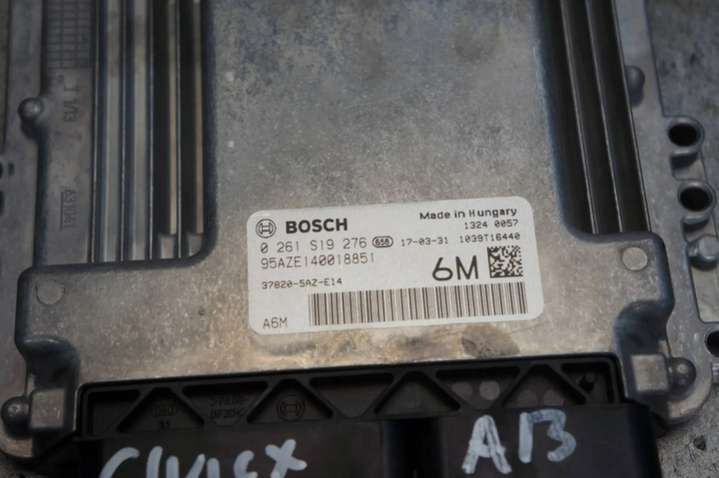 BOSCH
Made in Hungary
1324 0057
0 261 S19 276 658 17-03-31 1039T16440
95AZE140018851
6M
37820-5AZ-E14
A6M
CIVIC X
A13